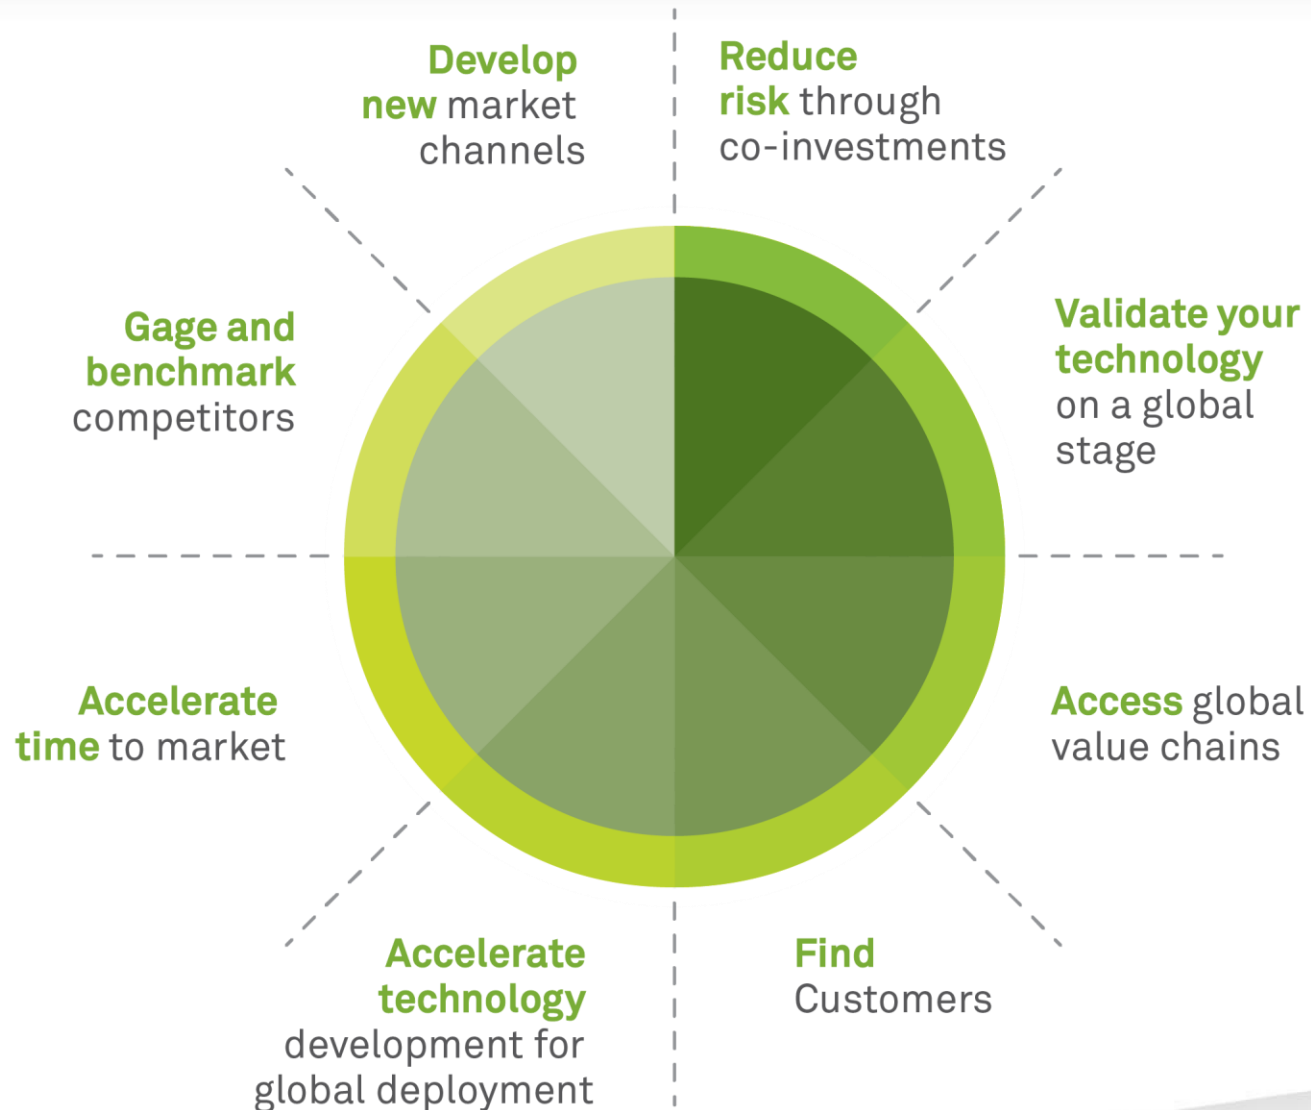 Develop
new market
channels
Reduce
risk through
co-investments
Validate your
technology
on a global
stage
Access global
value chains
Find
Customers
Accelerate
technology
development for
global deployment
Accelerate
time to market
Gage and
benchmark
competitors